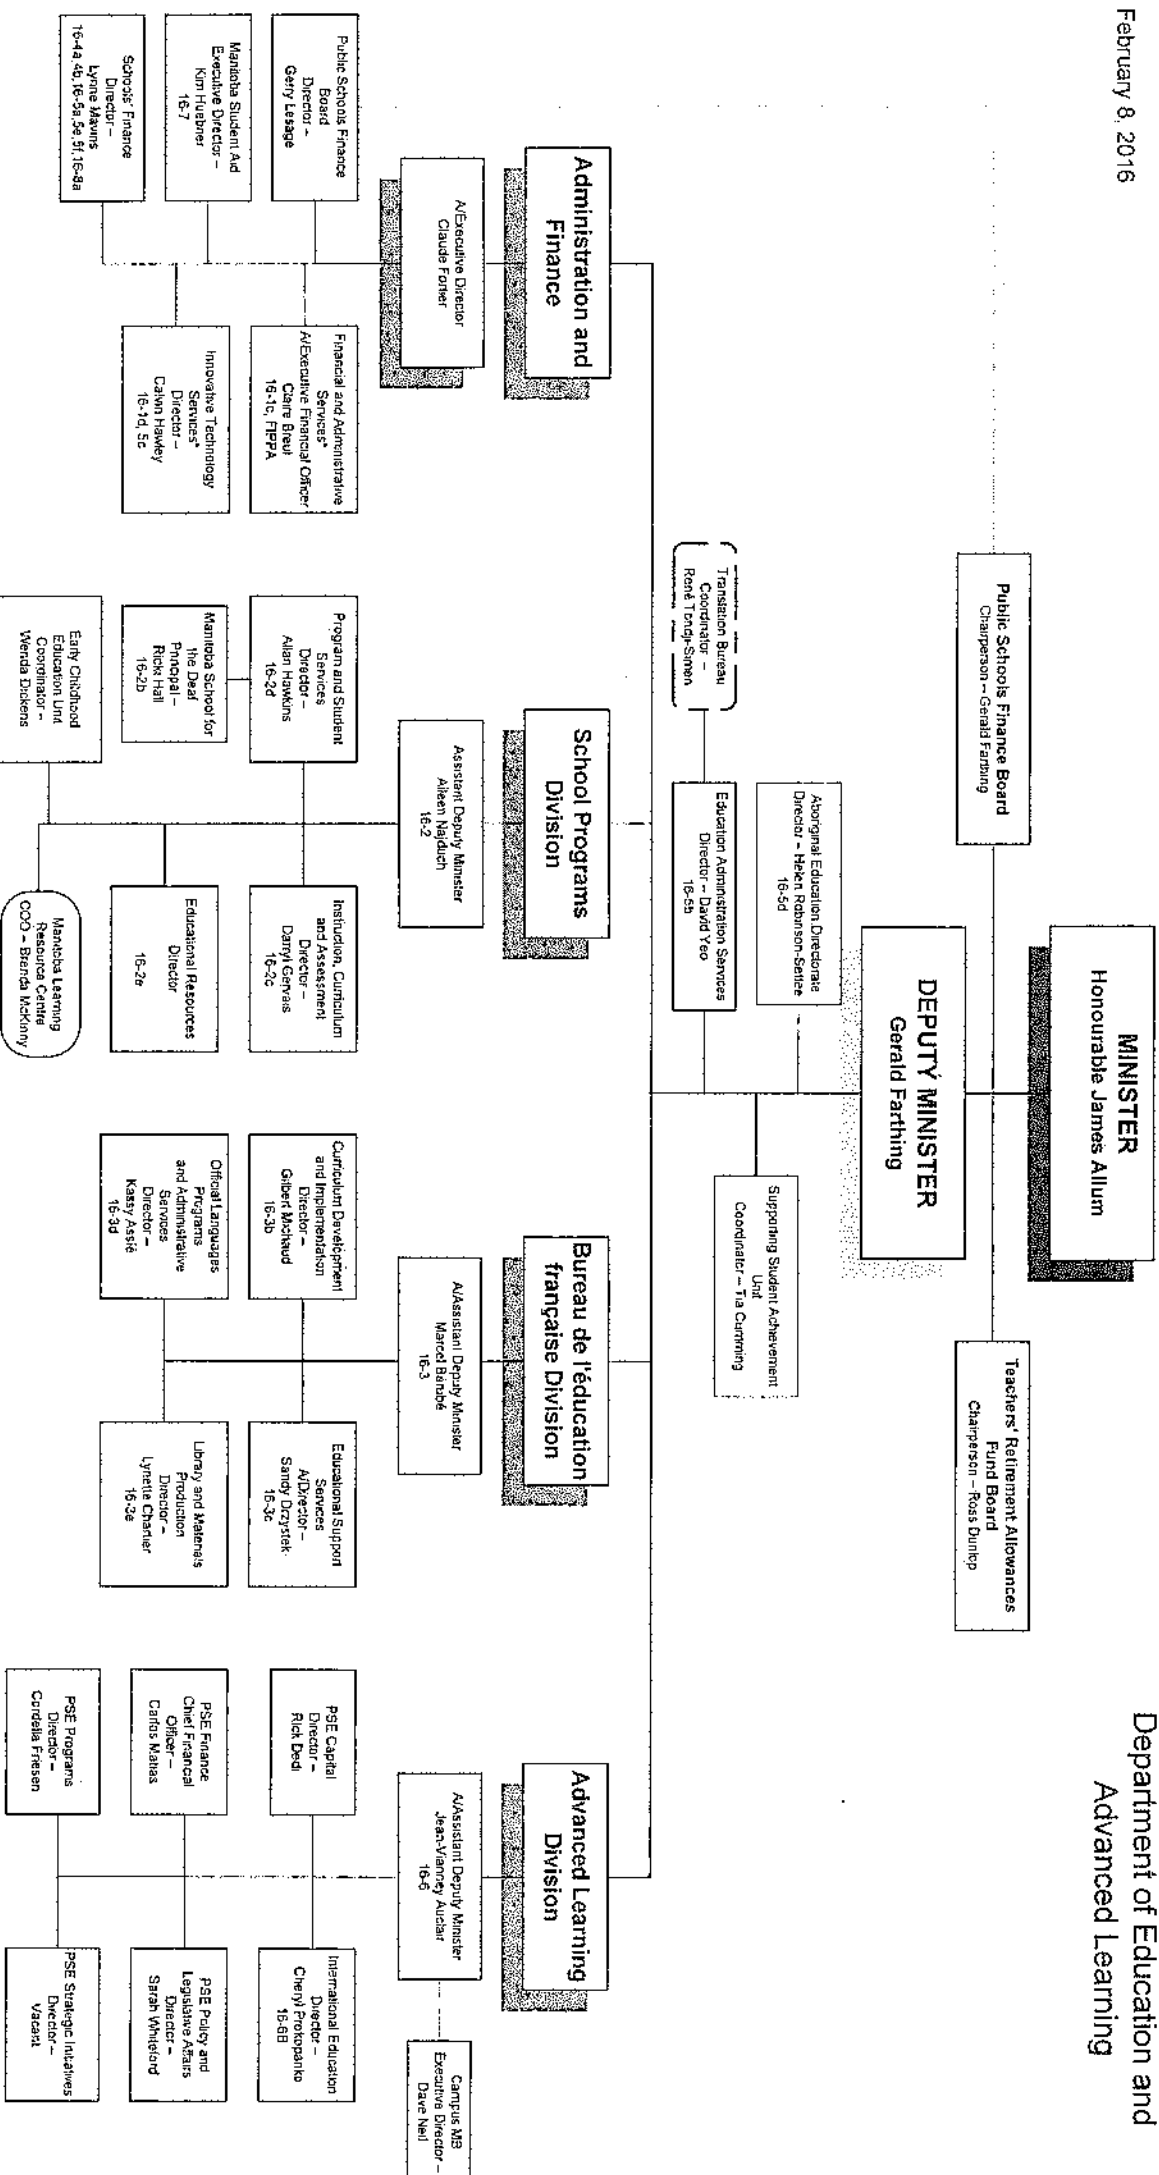 February 8, 2016
Department of Education and
Advanced Learning
MINISTER
Honourable James Allum
Public Schools Finance Board
Chairperson – Gerald Farthing
Teachers' Retirement Allowances
Fund Board
Chairperson – Ross Dunlop
DEPUTY MINISTER
Gerald Farthing
Aboriginal Education Directorate
Director – Helen Robinson-Settee
16-5d
Supporting Student Achievement
Unit
Coordinator – Tia Cumming
Translation Bureau
Coordinator –
René Tondji-Simen
Education Administration Services
Director – David Yeo
16-5b
Administration and
Finance
A/Executive Director
Claude Fortier
Public Schools Finance
Board
Director –
Gerry Lesage
Financial and Administrative
Services*
A/Executive Financial Officer
Claire Breul
16-1c, FIPPA
Manitoba Student Aid
Executive Director –
Kim Huebner
16-7
Innovative Technology
Services*
Director –
Calvin Hawley
16-1d, 5c
Schools' Finance
Director –
Lynne Mavins
16-4a,4b,16-5a,5e,5f,16-8a
School Programs
Division
Assistant Deputy Minister
Aileen Najduch
16-2
Program and Student
Services
Director –
Allan Hawkins
16-2d
Instruction, Curriculum
and Assessment
Director –
Darryl Gervais
16-2c
Manitoba School for
the Deaf
Principal –
Ricki Hall
16-2b
Educational Resources
Director
16-2e
Early Childhood
Education Unit
Coordinator –
Wenda Dickens
Manitoba Learning
Resource Centre
COO – Brenda McKinny
Bureau de l'éducation
française Division
A/Assistant Deputy Minister
Marcel Bérubé
16-3
Curriculum Development
and Implementation
Director –
Gilbert Michaud
16-3b
Educational Support
Services
A/Director –
Sandy Drzystek-
16-3c
Official Languages
Programs
and Administrative
Services
Director –
Kassy Assié
16-3d
Library and Materials
Production
Director –
Lynette Chartier
16-3e
Advanced Learning
Division
A/Assistant Deputy Minister
Jean-Vianney Auclair
16-6
Campus MB
Executive Director –
Dave Neil
PSE Capital
Director –
Rick Dedi
International Education
Director –
Cheryl Prokopanko
16-6B
PSE Finance
Chief Financial
Officer –
Carlos Matias
PSE Policy and
Legislative Affairs
Director –
Sarah Whiteford
PSE Programs
Director –
Cordella Friesen
PSE Strategic Initiatives
Director –
Vacant